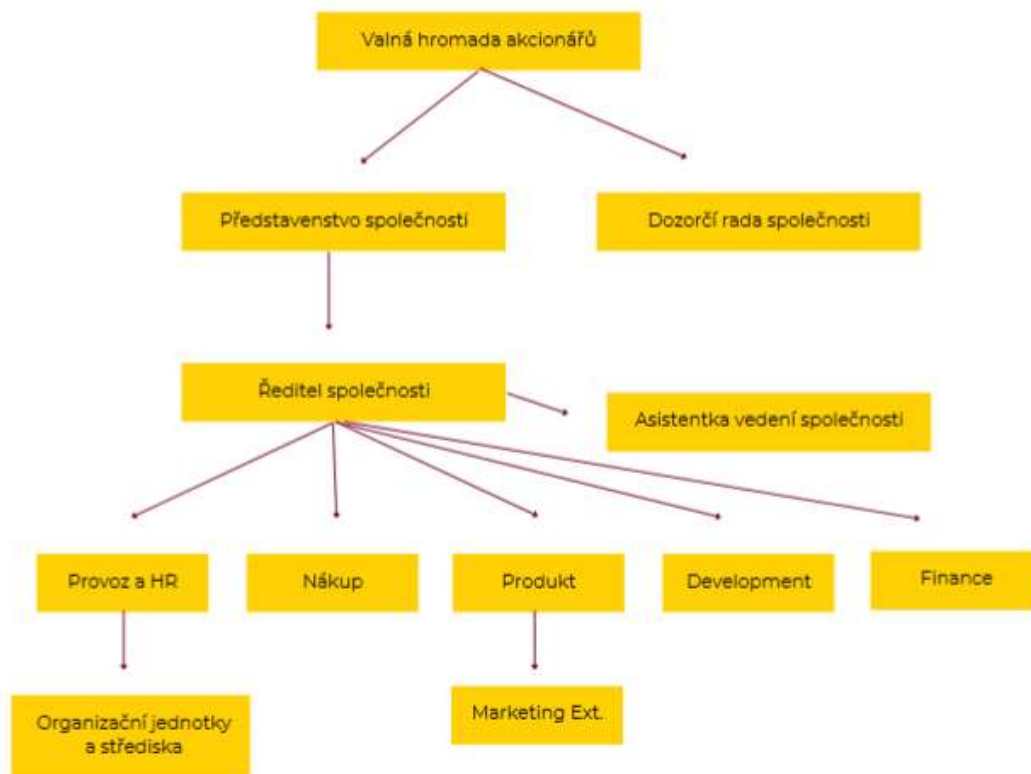 Valná hromada akcionářů
Představenstvo společnosti
Dozorčí rada společnosti
Ředitel společnosti
Asistentka vedení společnosti
Provoz a HR
Nákup
Produkt
Development
Finance
Organizační jednotky
a střediska
Marketing Ext.